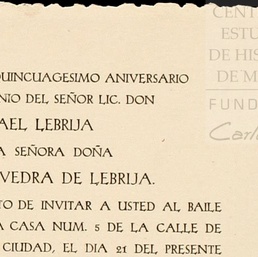 QUINCUAGESIMO ANIVERSARIO
NIO DEL SEÑOR LIC. DON
AEL LEBRIJA
A SEÑORA DOÑA
VEDRA DE LEBRIJA.
TO DE INVITAR A USTED AL BAILE
A CASA NUM. 5 DE LA CALLE DE
CIUDAD, EL DIA 21 DEL PRESENTE
CENT
ESTU
DE HIS
DE M
FUND
Carl